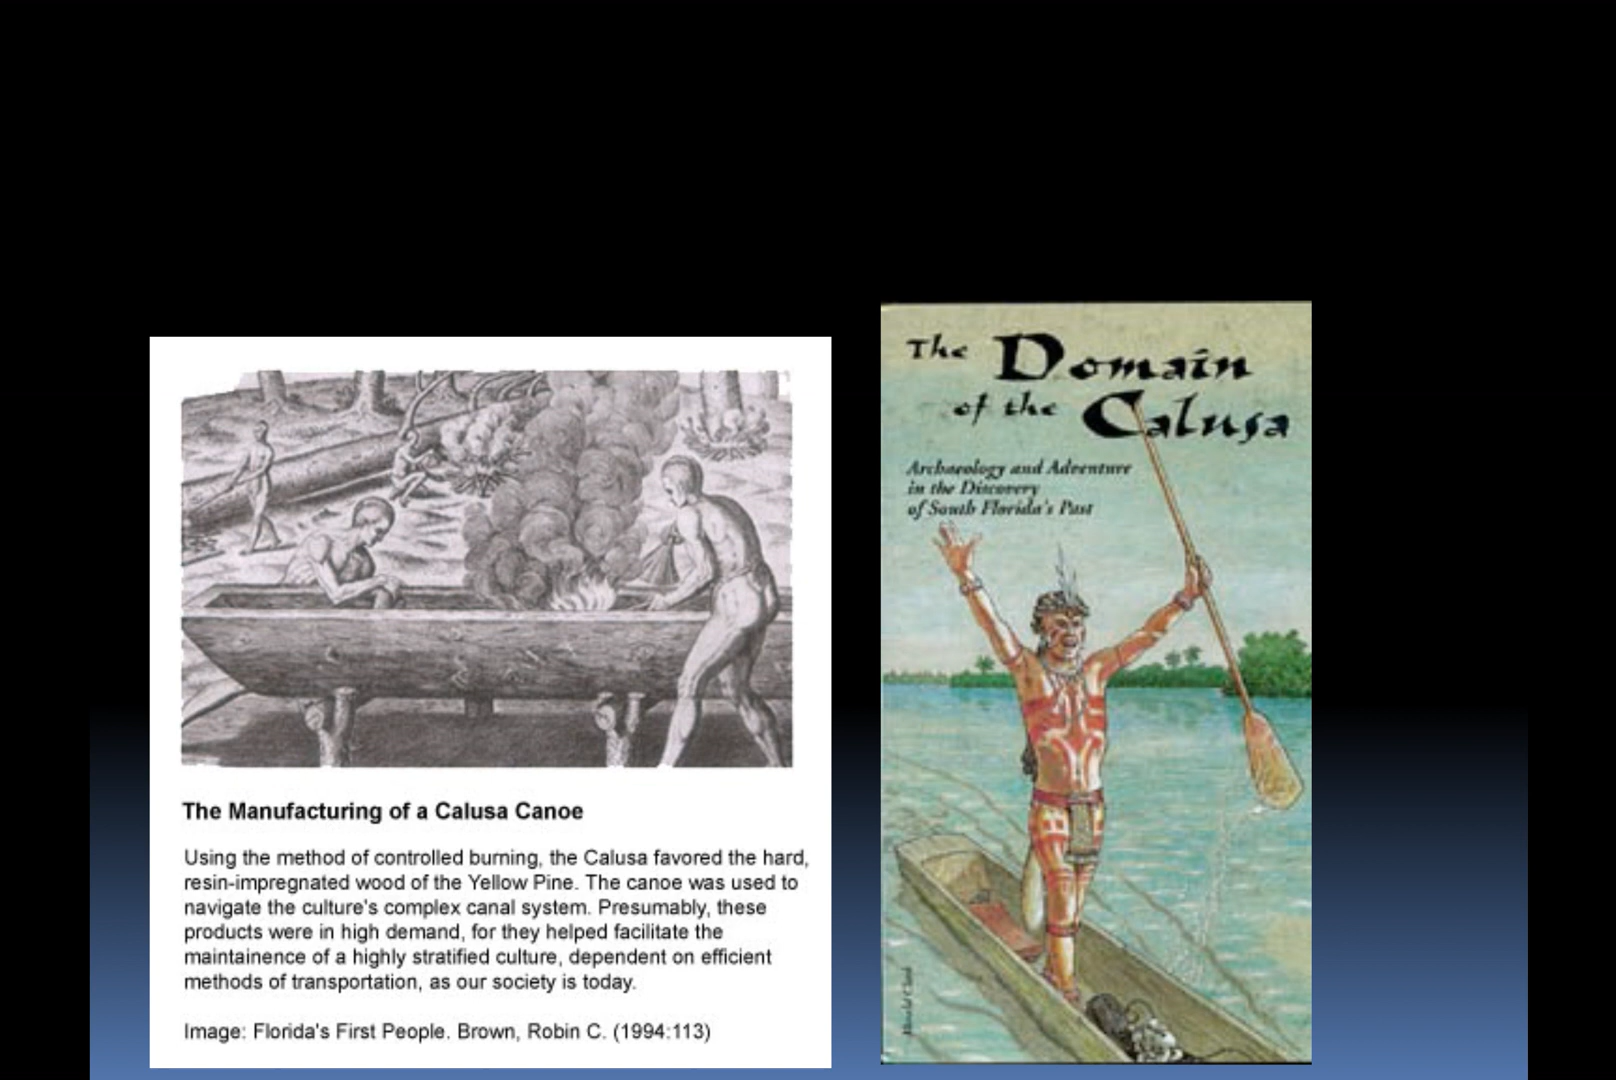 The Manufacturing of a Calusa Canoe
Using the method of controlled burning, the Calusa favored the hard,
resin-impregnated wood of the Yellow Pine. The canoe was used to
navigate the culture's complex canal system. Presumably, these
products were in high demand, for they helped facilitate the
maintainence of a highly stratified culture, dependent on efficient
methods of transportation, as our society is today.
Image: Florida's First People. Brown, Robin C. (1994:113)
The Domain
of the Calusa
Archaeology and Adventure
in the Discovery
of South Florida's Past